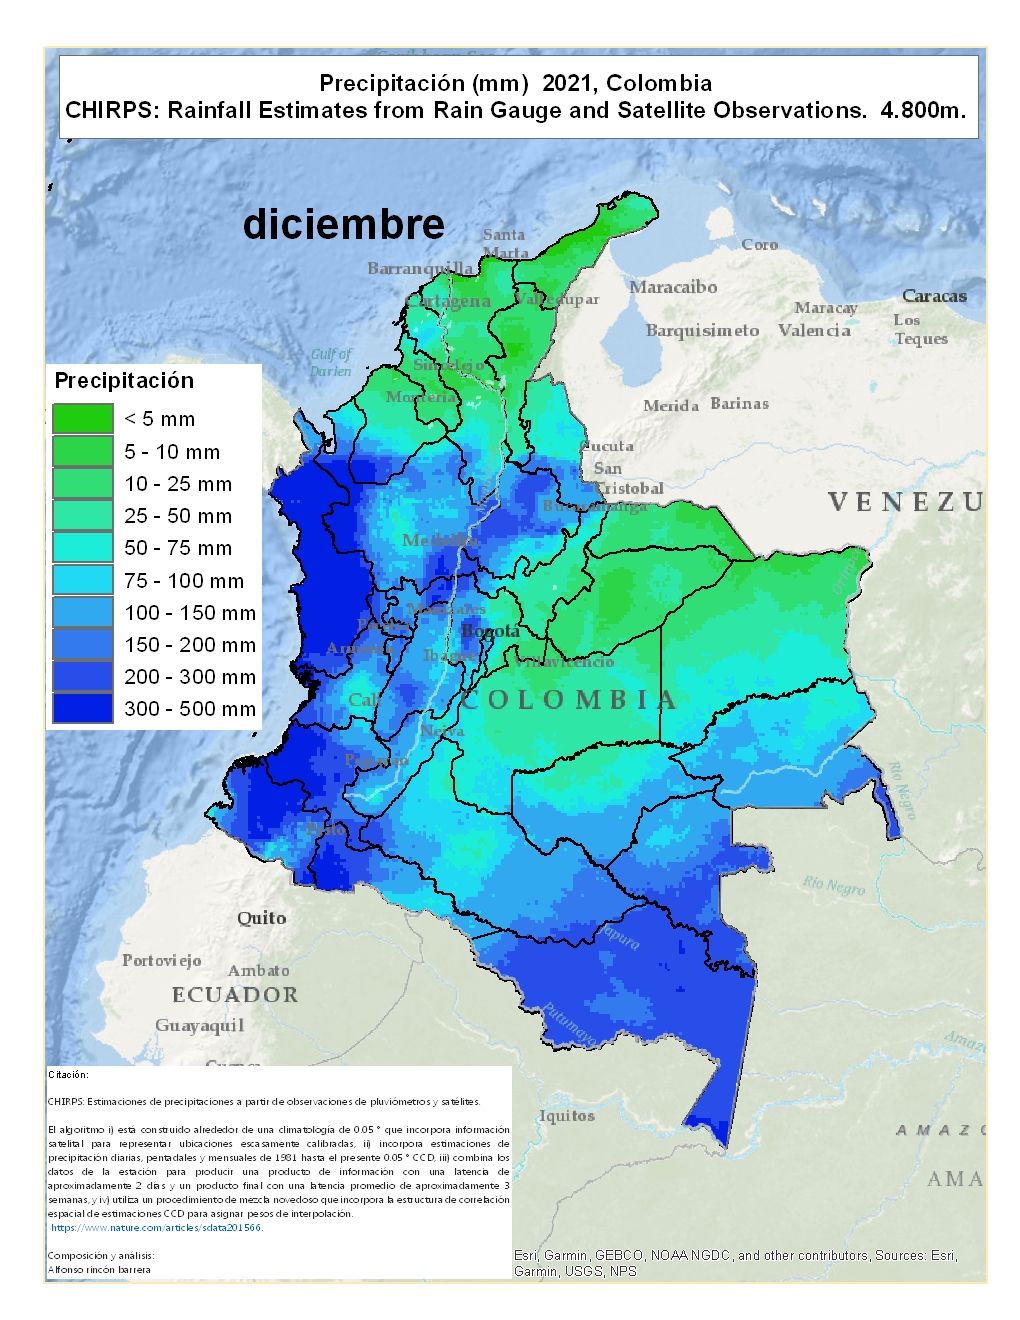 Precipitación (mm) 2021, Colombia
CHIRPS: Rainfall Estimates from Rain Gauge and Satellite Observations. 4.800m.
diciembre
Santa
Marta
Barranquilla
Cartagena
Valledupar
Coro
Maracaibo
Caracas
Maracay
Barquisimeto
Valencia
Los
Teques
Gulf of
Darien
Sincelejo
Montería
Merida
Barinas
Cucuta
San
Cristobal
Bucaramanga
VENEZU
Medellín
Manizales
Pereira
Bogotá
Armenia
Ibague
Villavicencio
Cali
COLOMBIA
Neiva
Popayan
Pasto
Rio Negro
Rio Negro
Japura
Putumayo
Quito
Portoviejo
Ambato
ECUADOR
Guayaquil
Iquitos
Amazo
AMAZO
AMA
Precipitación
< 5 mm
5 - 10 mm
10 - 25 mm
25 - 50 mm
50 - 75 mm
75 - 100 mm
100 - 150 mm
150 - 200 mm
200 - 300 mm
300 - 500 mm
Citación:
CHIRPS: Estimaciones de precipitaciones a partir de observaciones de pluviómetros y satélites.
El algoritmo i) está construido alrededor de una climatología de 0.05 ° que incorpora información
satelital para representar ubicaciones escasamente calibradas, ii) incorpora estimaciones de
precipitación diarias, pentadales y mensuales de 1981 hasta el presente 0.05 ° CCD, iii) combina los
datos de la estación para producir una producto de información con una latencia de
aproximadamente 2 días y un producto final con una latencia promedio de aproximadamente 3
semanas, y iv) utiliza un procedimiento de mezcla novedoso que incorpora la estructura de correlación
espacial de estimaciones CCD para asignar pesos de interpolación.
https://www.nature.com/articles/sdata201566.
Composición y análisis:
Alfonso rincón barrera
Esri, Garmin, GEBCO, NOAA NGDC, and other contributors, Sources: Esri,
Garmin, USGS, NPS